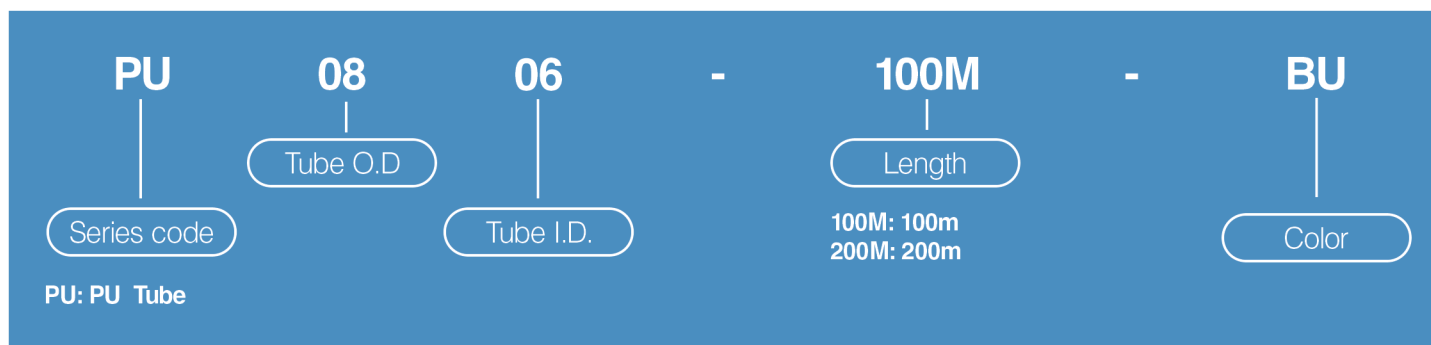 PU 08 06 - 100M - BU
Tube O.D
Length
Series code
Tube I.D.
100M: 100m
200M: 200m
Color
PU: PU Tube